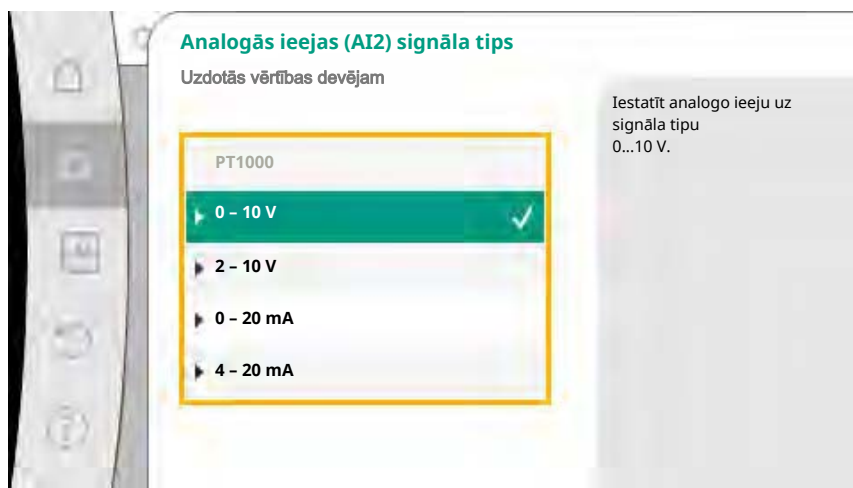 Analogās ieejas (AI2) signāla tips
Uzdotās vērtības devējam
PT1000
0 – 10 V
2 – 10 V
0 – 20 mA
4 – 20 mA
Iestatīt analogo ieeju uz
signāla tipu
0...10 V.